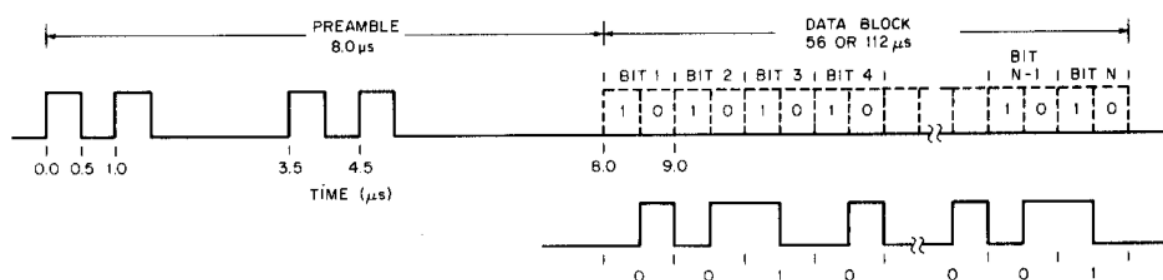 PREAMBLE
8.0 μs
DATA BLOCK
56 OR 112 μs
BIT 1 BIT 2 BIT 3 BIT 4 BIT N-1 BIT N
1 0 1 0 1 0 1 0 1 0 1 0
0.0 0.5 1.0 3.5 4.5 8.0 9.0
TIME (μs)
0 0 1 0 0 0 1